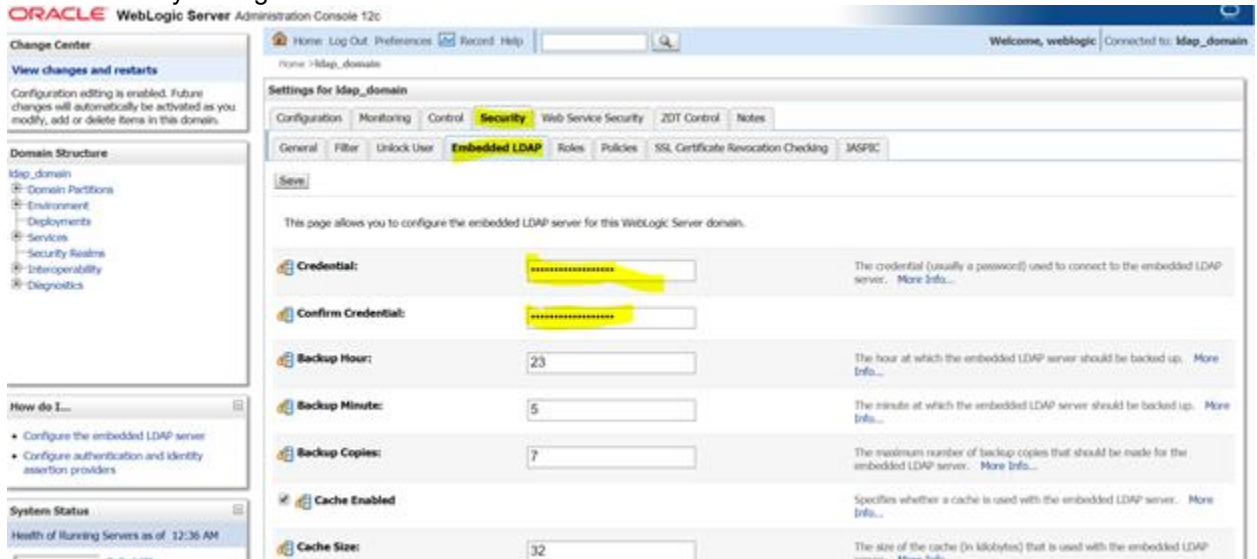 ORACLE WebLogic Server Administration Console 12c
Change Center
View changes and restarts
Configuration editing is enabled. Future
changes will automatically be activated as you
modify, add or delete items in this domain.
Domain Structure
ldap_domain
Domain Partitions
Environment
Deployments
Services
Security Realms
Interoperability
Diagnostics
How do I...
Configure the embedded LDAP server
Configure authentication and identity
assertion providers
System Status
Health of Running Servers as of 12:36 AM
Home Log Out Preferences Record Help
Welcome, weblogic Connected to: ldap_domain
Home >ldap_domain
Settings for ldap_domain
Configuration Monitoring Control Security Web Service Security ZDT Control Notes
General Filter Unlock User Embedded LDAP Roles Policies SSL Certificate Revocation Checking JASPIC
Save
This page allows you to configure the embedded LDAP server for this WebLogic Server domain.
Credential:
The credential (usually a password) used to connect to the embedded LDAP
server. More Info...
Confirm Credential:
Backup Hour: 23
The hour at which the embedded LDAP server should be backed up. More
Info...
Backup Minute: 5
The minute at which the embedded LDAP server should be backed up. More
Info...
Backup Copies: 7
The maximum number of backup copies that should be made for the
embedded LDAP server. More Info...
Cache Enabled
Specifies whether a cache is used with the embedded LDAP server. More
Info...
Cache Size: 32
The size of the cache (in kilobytes) that is used with the embedded LDAP